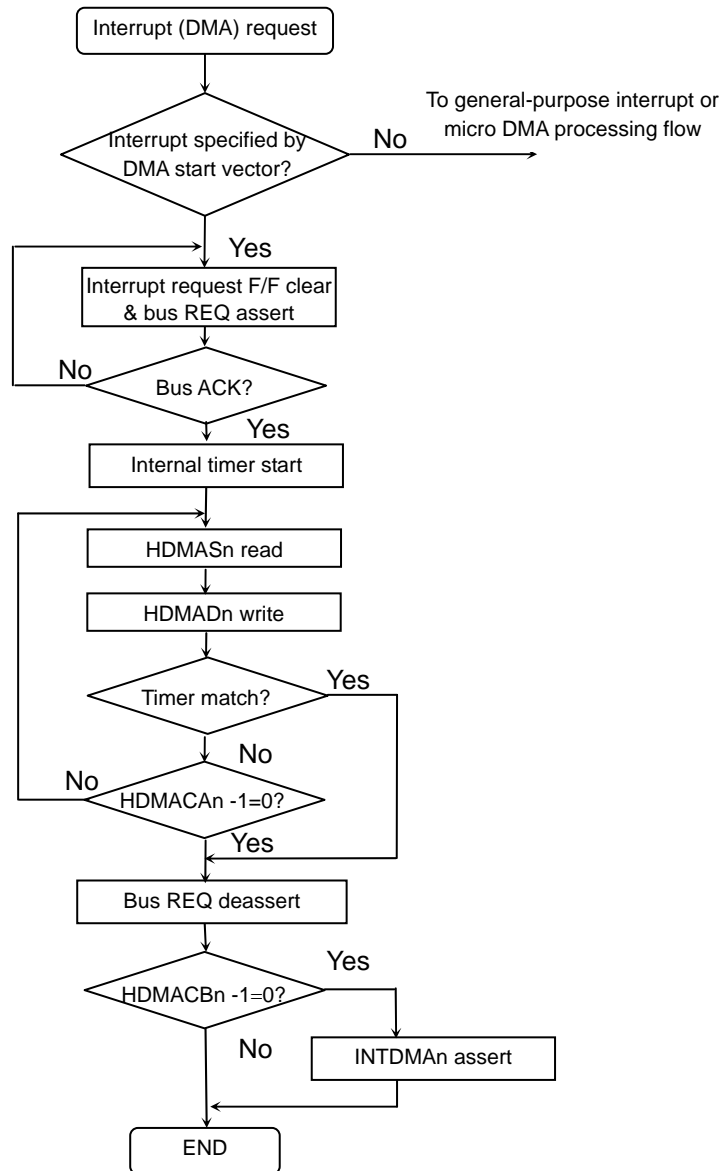 Interrupt (DMA) request
To general-purpose interrupt or
micro DMA processing flow
Interrupt specified by
DMA start vector?
No
Yes
Interrupt request F/F clear
& bus REQ assert
No
Bus ACK?
Yes
Internal timer start
HDMASn read
HDMADn write
Timer match?
Yes
No
No
HDMACAn -1=0?
Yes
Bus REQ deassert
Yes
HDMACBn -1=0?
No
INTDMAn assert
END